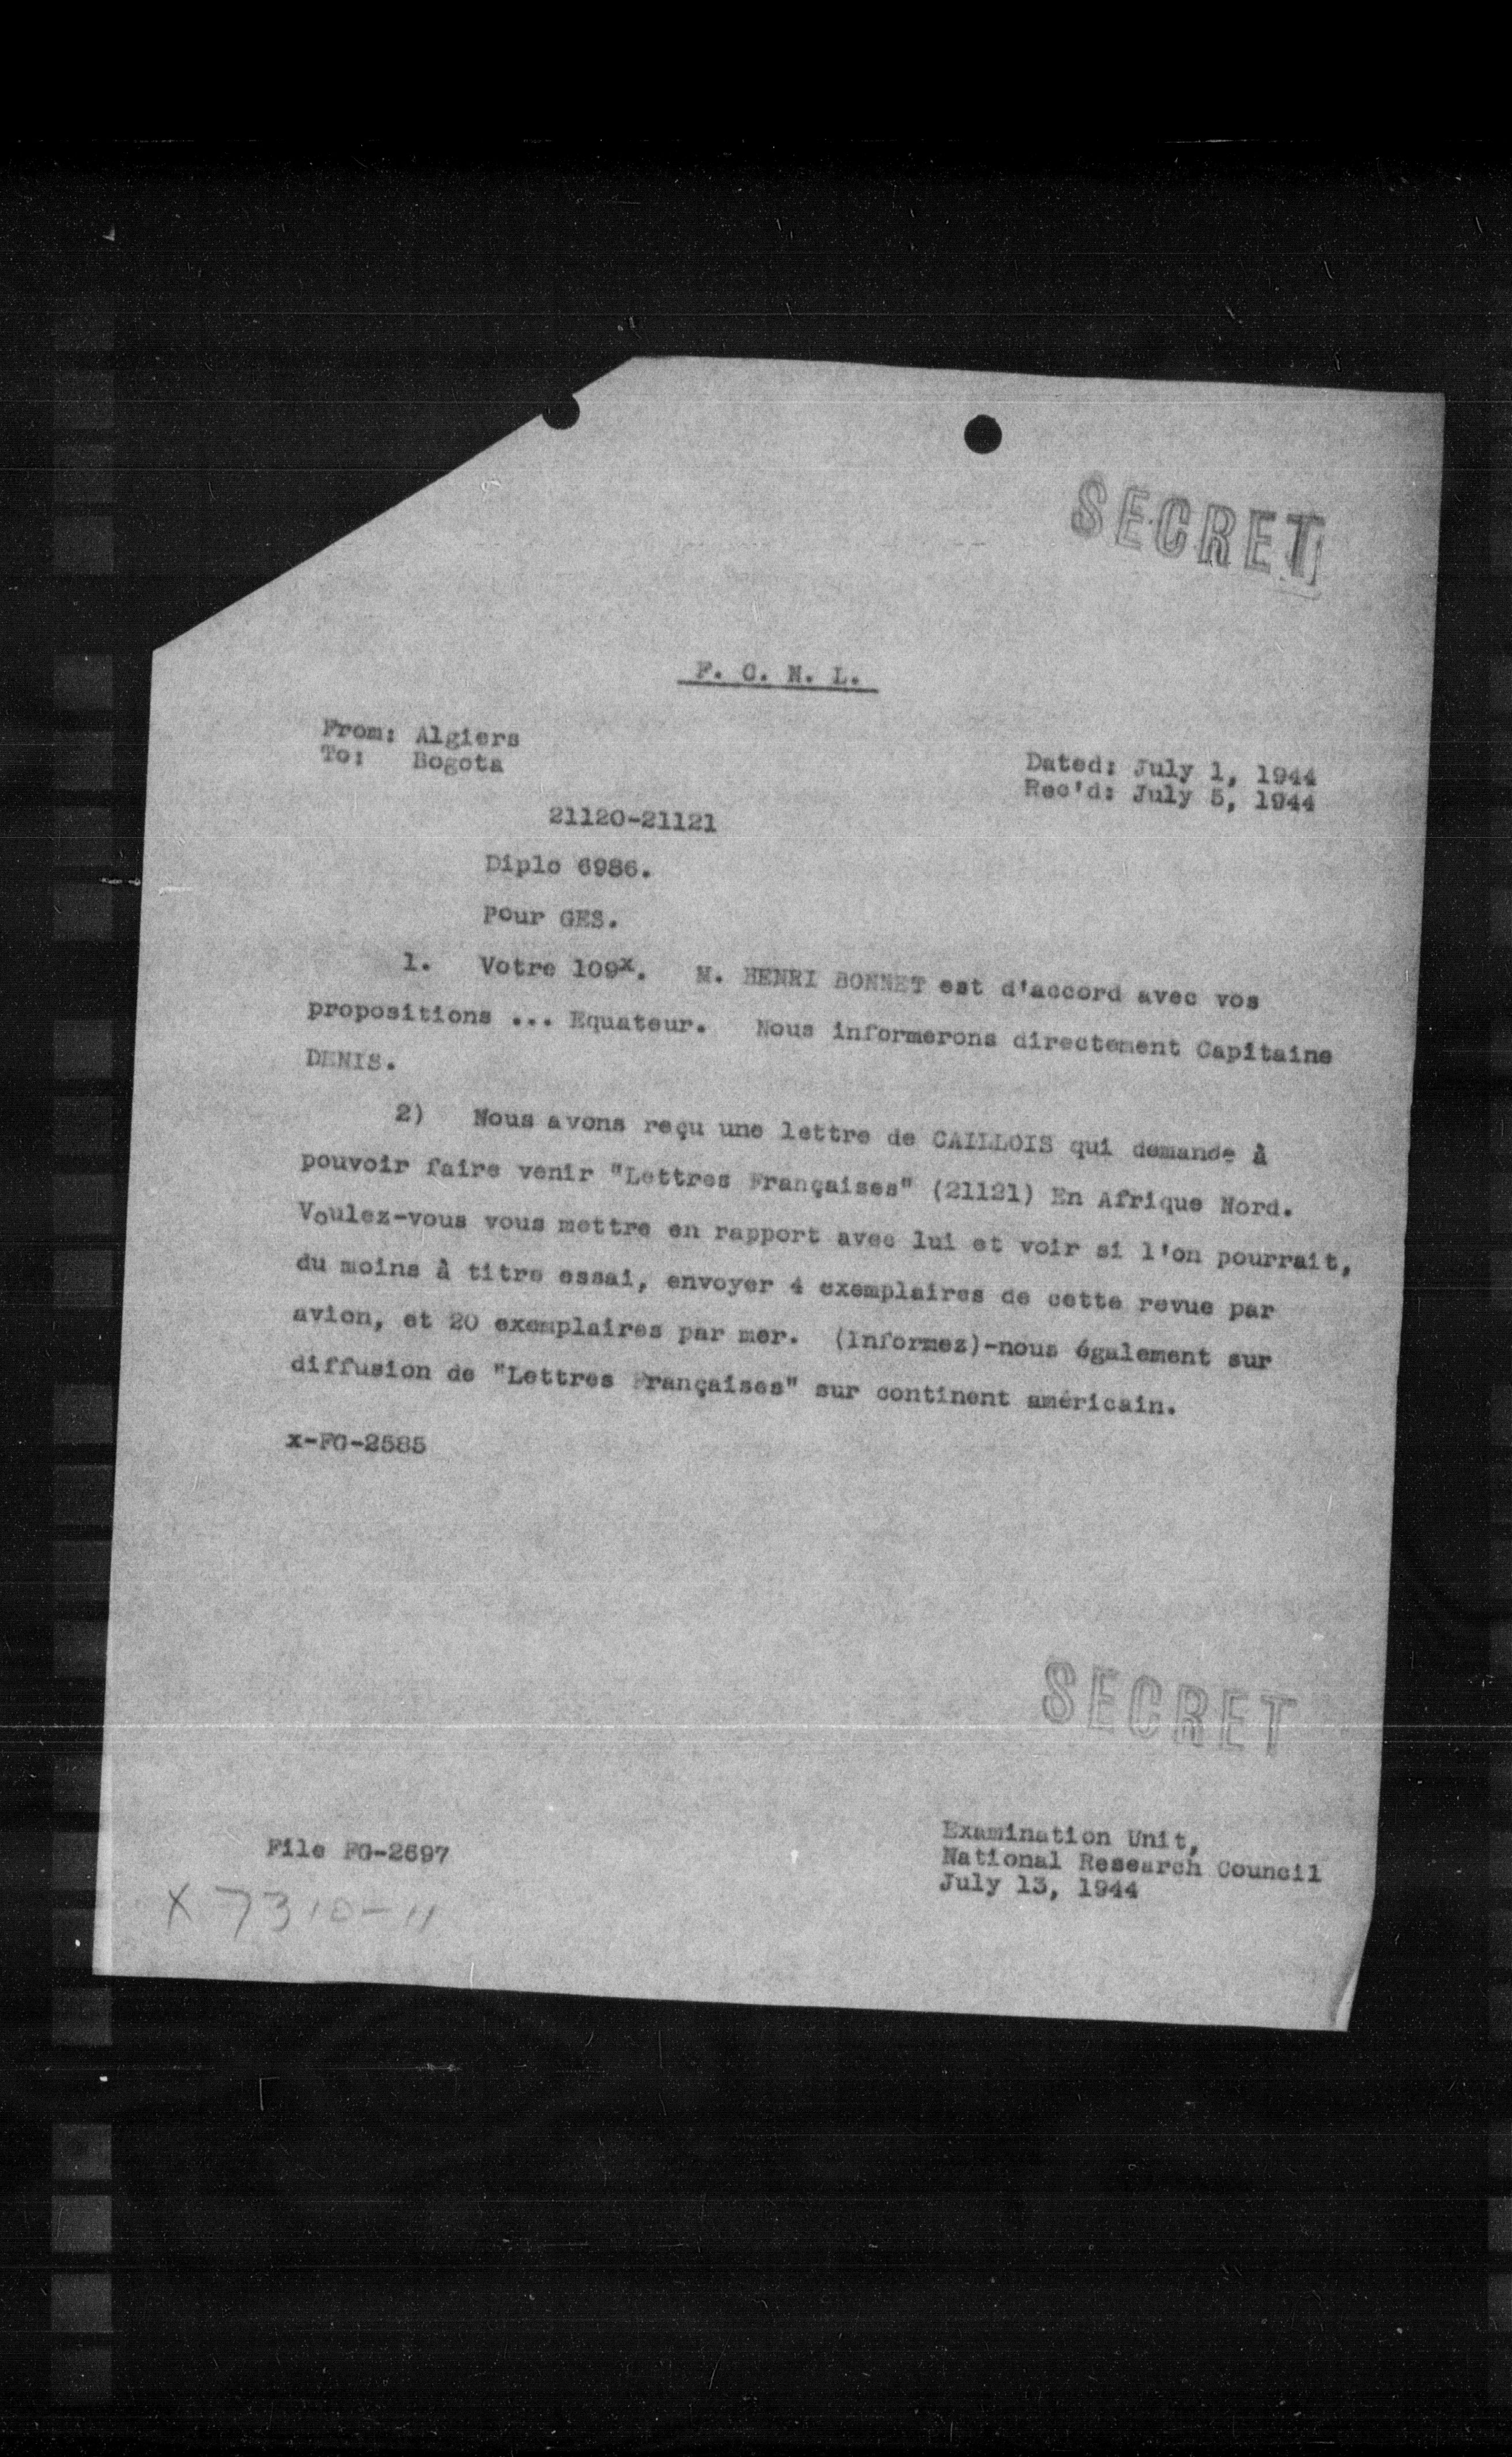 SECRET
F. C. N. L.
From: Algiers
To: Bogota
Dated: July 1, 1944
Rec'd: July 5, 1944
21120-21121
Diplo 6986.
Pour GES.
1. Votre 109x. M. HENRI BONNET est d'accord avec vos
propositions ... Equateur. Nous informerons directement Capitaine
DENIS.
2) Nous avons reçu une lettre de CAILLOIS qui demande à
pouvoir faire venir "Lettres Françaises" (21121) En Afrique Nord.
Voulez-vous vous mettre en rapport avec lui et voir si l'on pourrait,
du moins à titre essai, envoyer 4 exemplaires de cette revue par
avion, et 20 exemplaires par mer. (Informez)-nous également sur
diffusion de "Lettres Françaises" sur continent américain.
x-FG-2585
SECRET
Examination Unit,
National Research Council
July 13, 1944
File FG-2697
X 7310-11